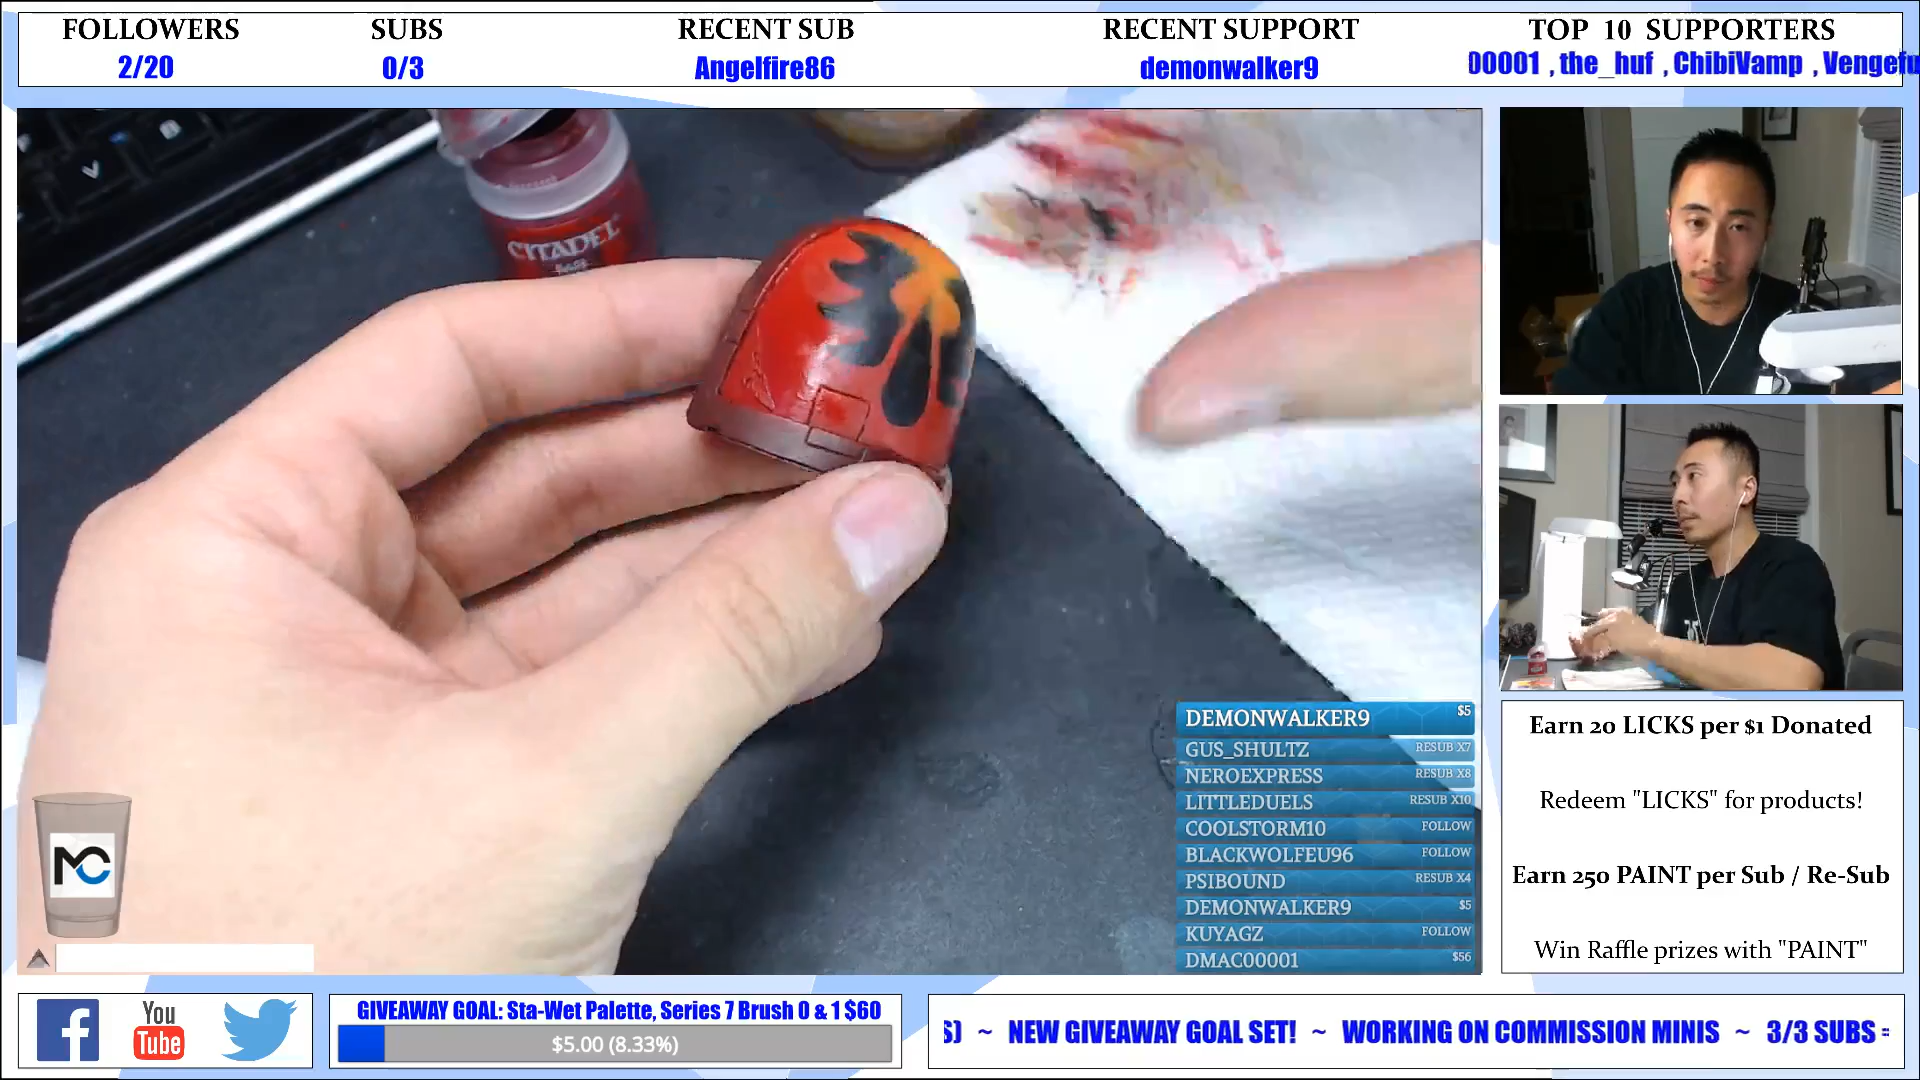 FOLLOWERS
2/20
SUBS
0/3
RECENT SUB
Angelfire86
RECENT SUPPORT
demonwalker9
TOP 10 SUPPORTERS
00001 , the_huf , ChibiVamp , Vengefu
V
CITADEL
BASE
DEMONWALKER9 $5
GUS_SHULTZ RESUB X7
NEROEXPRESS RESUB X8
LITTLEDUELS RESUB X10
COOLSTORM10 FOLLOW
BLACKWOLFEU96 FOLLOW
PSIBOUND RESUB X4
DEMONWALKER9 $5
KUYAGZ FOLLOW
DMAC00001 $56
MC
Earn 20 LICKS per $1 Donated
Redeem "LICKS" for products!
Earn 250 PAINT per Sub / Re-Sub
Win Raffle prizes with "PAINT"
f
You
Tube
GIVEAWAY GOAL: Sta-Wet Palette, Series 7 Brush 0 & 1 $60
$5.00 (8.33%)
S) ~ NEW GIVEAWAY GOAL SET! ~ WORKING ON COMMISSION MINIS ~ 3/3 SUBS =